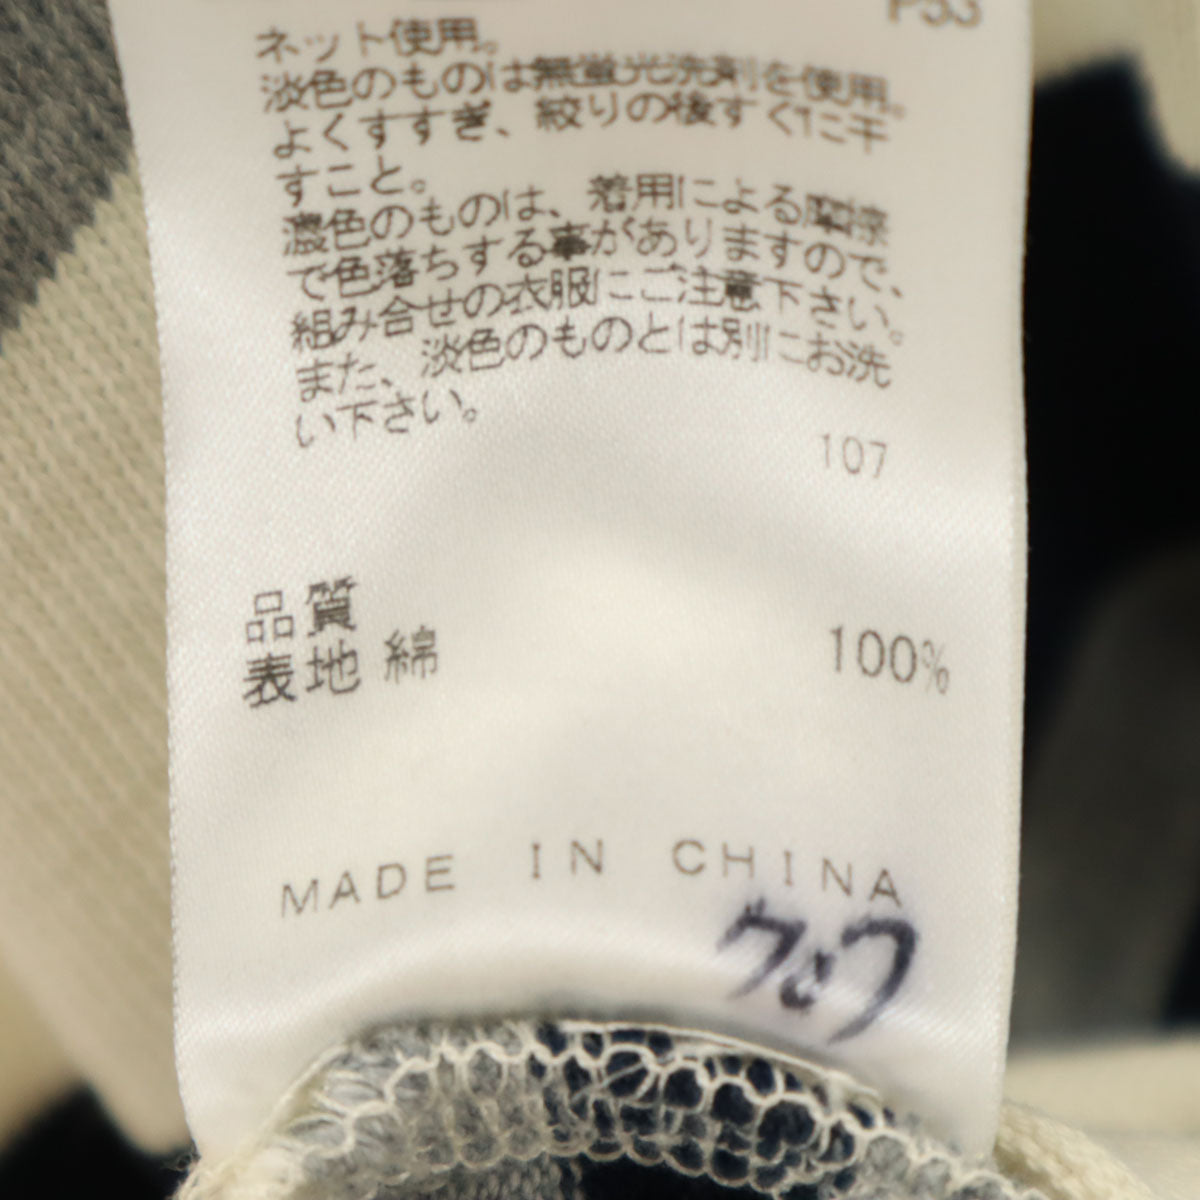 P53
ネット使用。
淡色のものは無蛍光洗剤を使用。
よくすすぎ、絞りの後すぐに干
すこと。
濃色のものは、着用による摩擦
で色落ちする事がありますので、
組み合せの衣服にご注意下さい。
また、淡色のものとは別にお洗
い下さい。
107
品質
表地 綿 100%
MADE IN CHINA